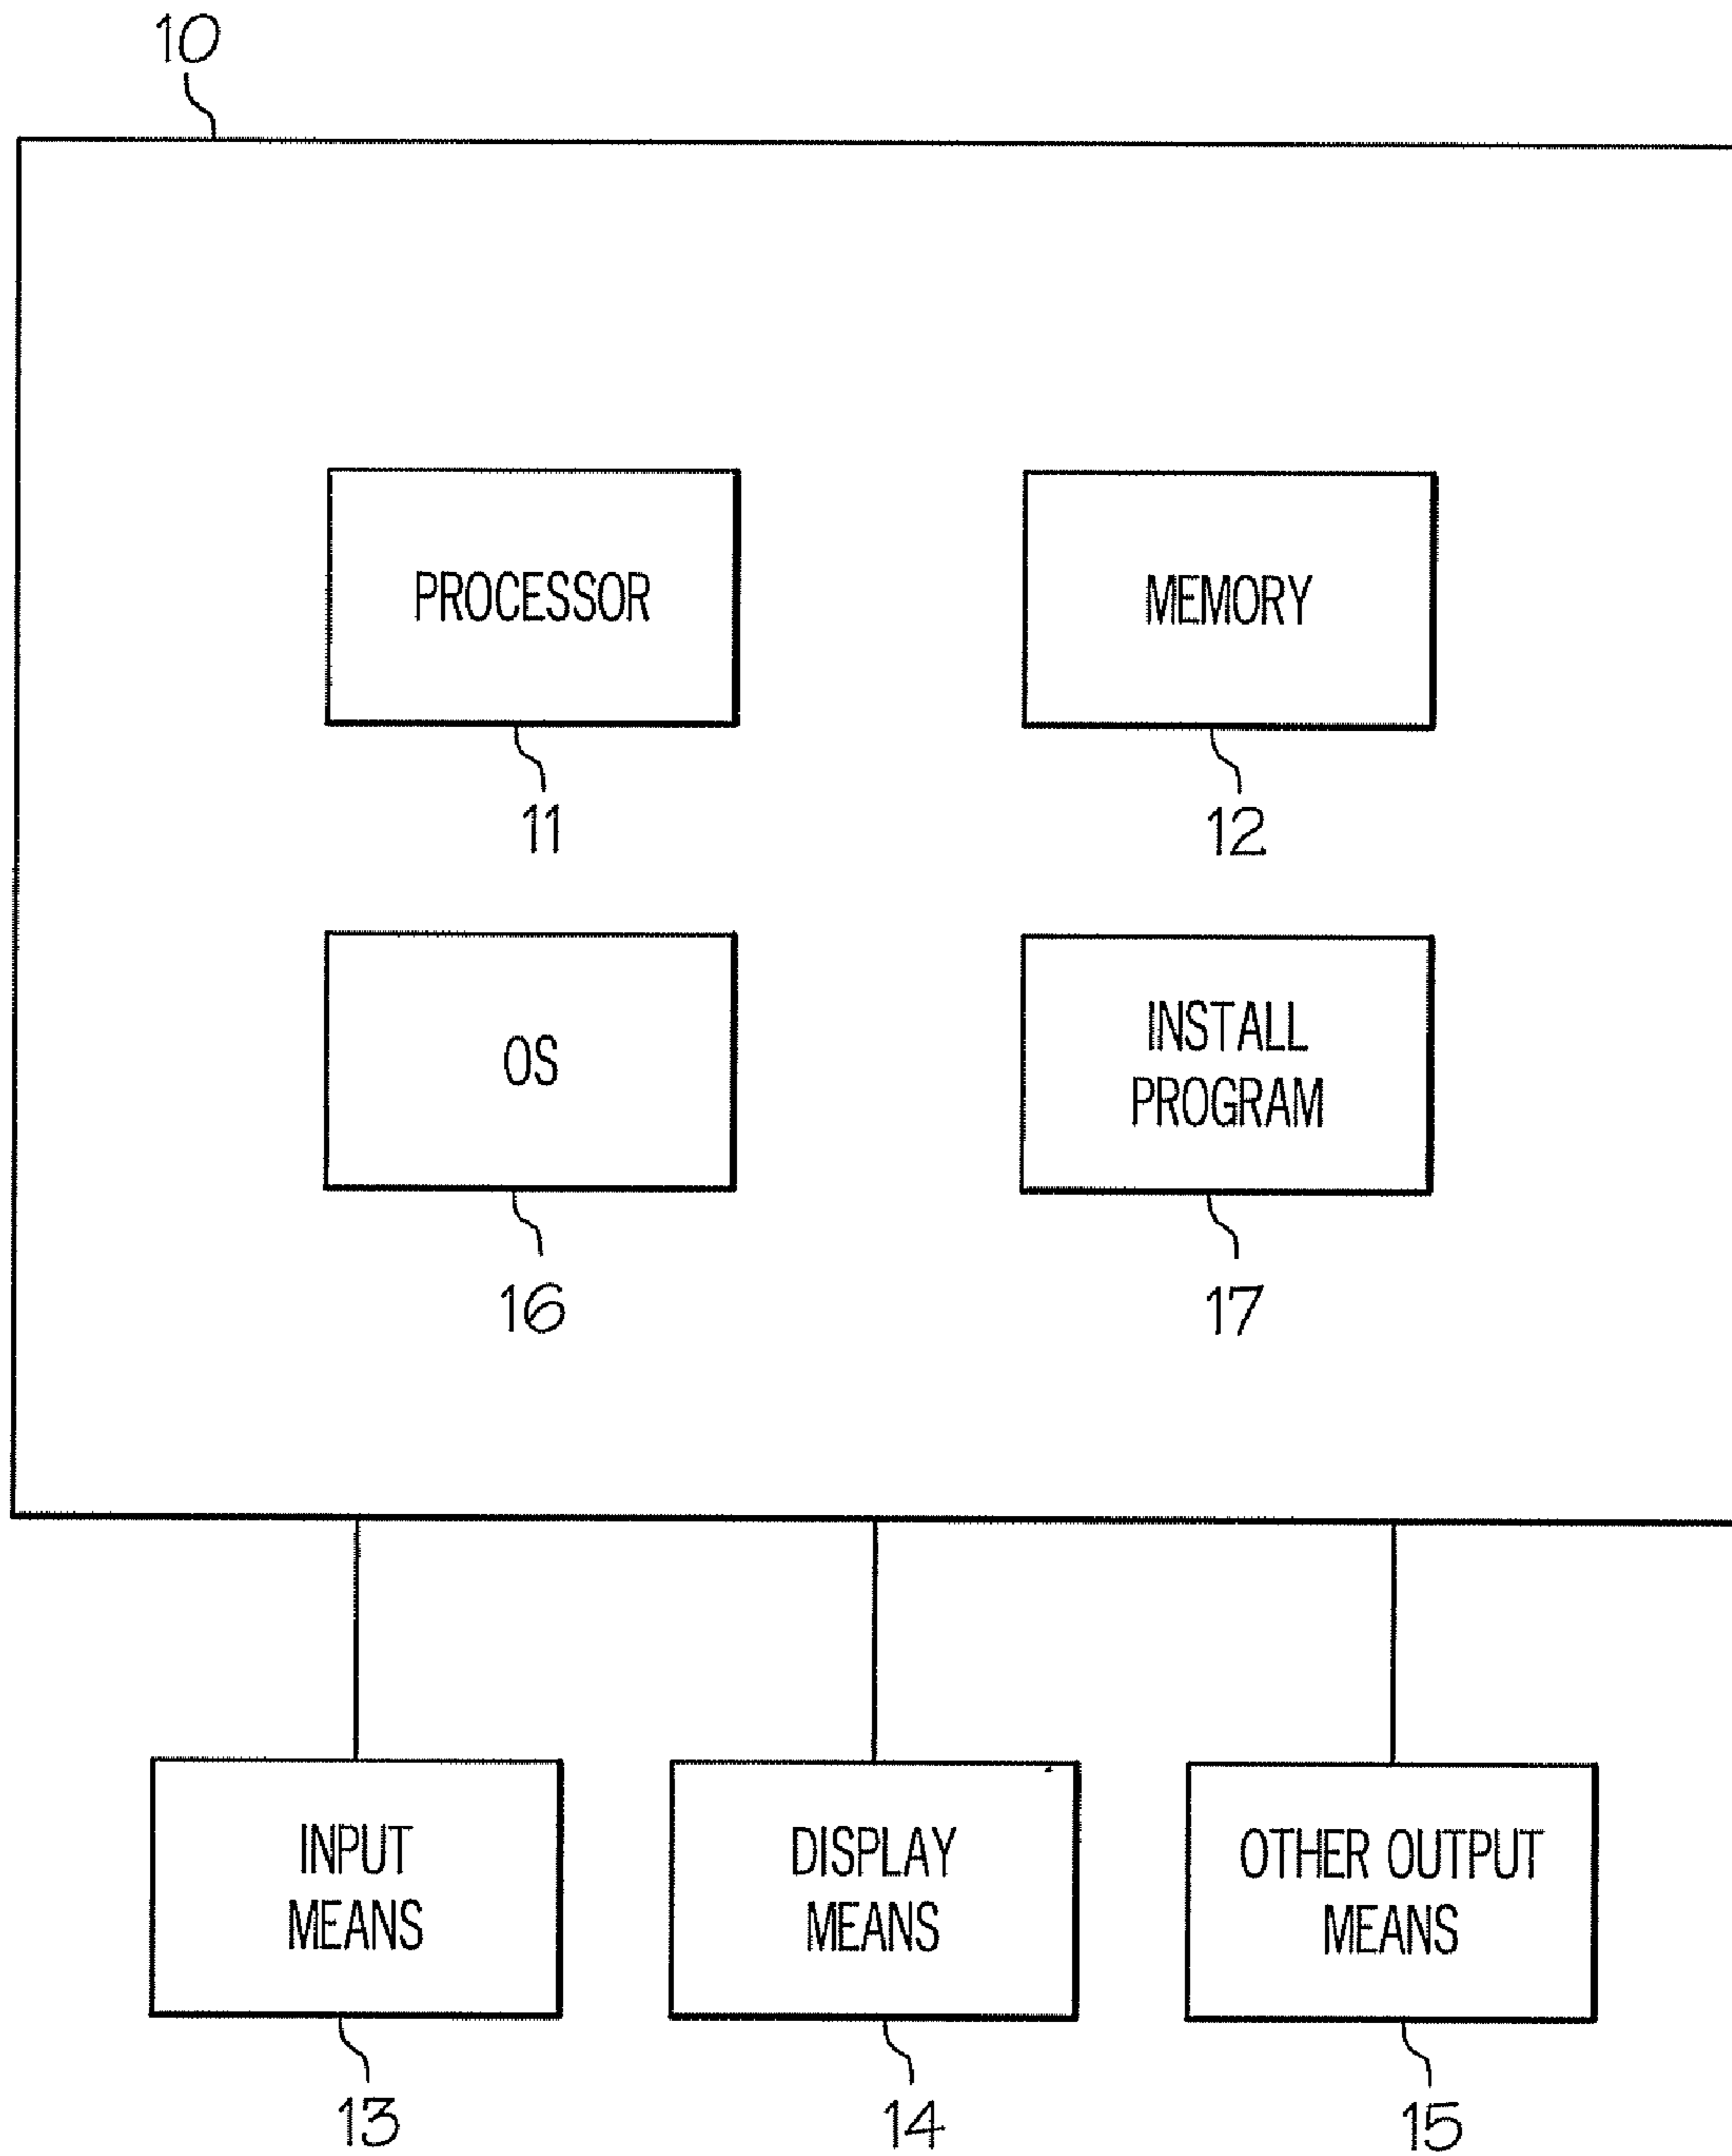 10
PROCESSOR
MEMORY
11
12
OS
INSTALL
PROGRAM
16
17
INPUT
MEANS
DISPLAY
MEANS
OTHER OUTPUT
MEANS
13
14
15